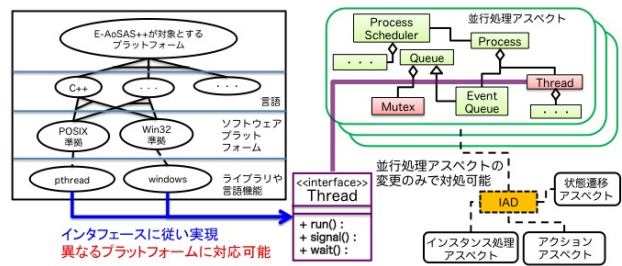 E-AoSAS++が対象とする
プラットフォーム
C++
・・・
・・・
言語
POSIX
準拠
Win32
準拠
ソフトウェア
プラット
フォーム
pthread
windows
ライブラリや
言語機能
インタフェースに従い実現
異なるプラットフォームに対応可能
<<interface>>
Thread
+ run() :
+ signal() :
+ wait() :
並行処理アスペクト
Process
Scheduler
Process
・・・
Queue
Thread
Mutex
Event
Queue
・・・
並行処理アスペクトの
変更のみで対処可能
IAD
状態遷移
アスペクト
インスタンス処理
アスペクト
アクション
アスペクト